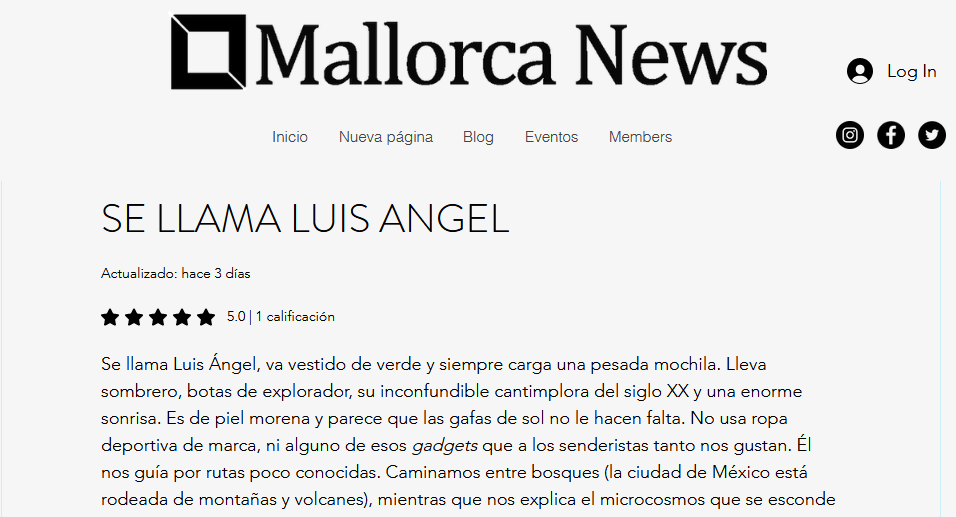 Mallorca News
Log In
Inicio Nueva página Blog Eventos Members
SE LLAMA LUIS ANGEL
Actualizado: hace 3 días
5.0 | 1 calificación
Se llama Luis Ángel, va vestido de verde y siempre carga una pesada mochila. Lleva
sombrero, botas de explorador, su inconfundible cantimplora del siglo XX y una enorme
sonrisa. Es de piel morena y parece que las gafas de sol no le hacen falta. No usa ropa
deportiva de marca, ni alguno de esos gadgets que a los senderistas tanto nos gustan. Él
nos guía por rutas poco conocidas. Caminamos entre bosques (la ciudad de México está
rodeada de montañas y volcanes), mientras que nos explica el microcosmos que se esconde